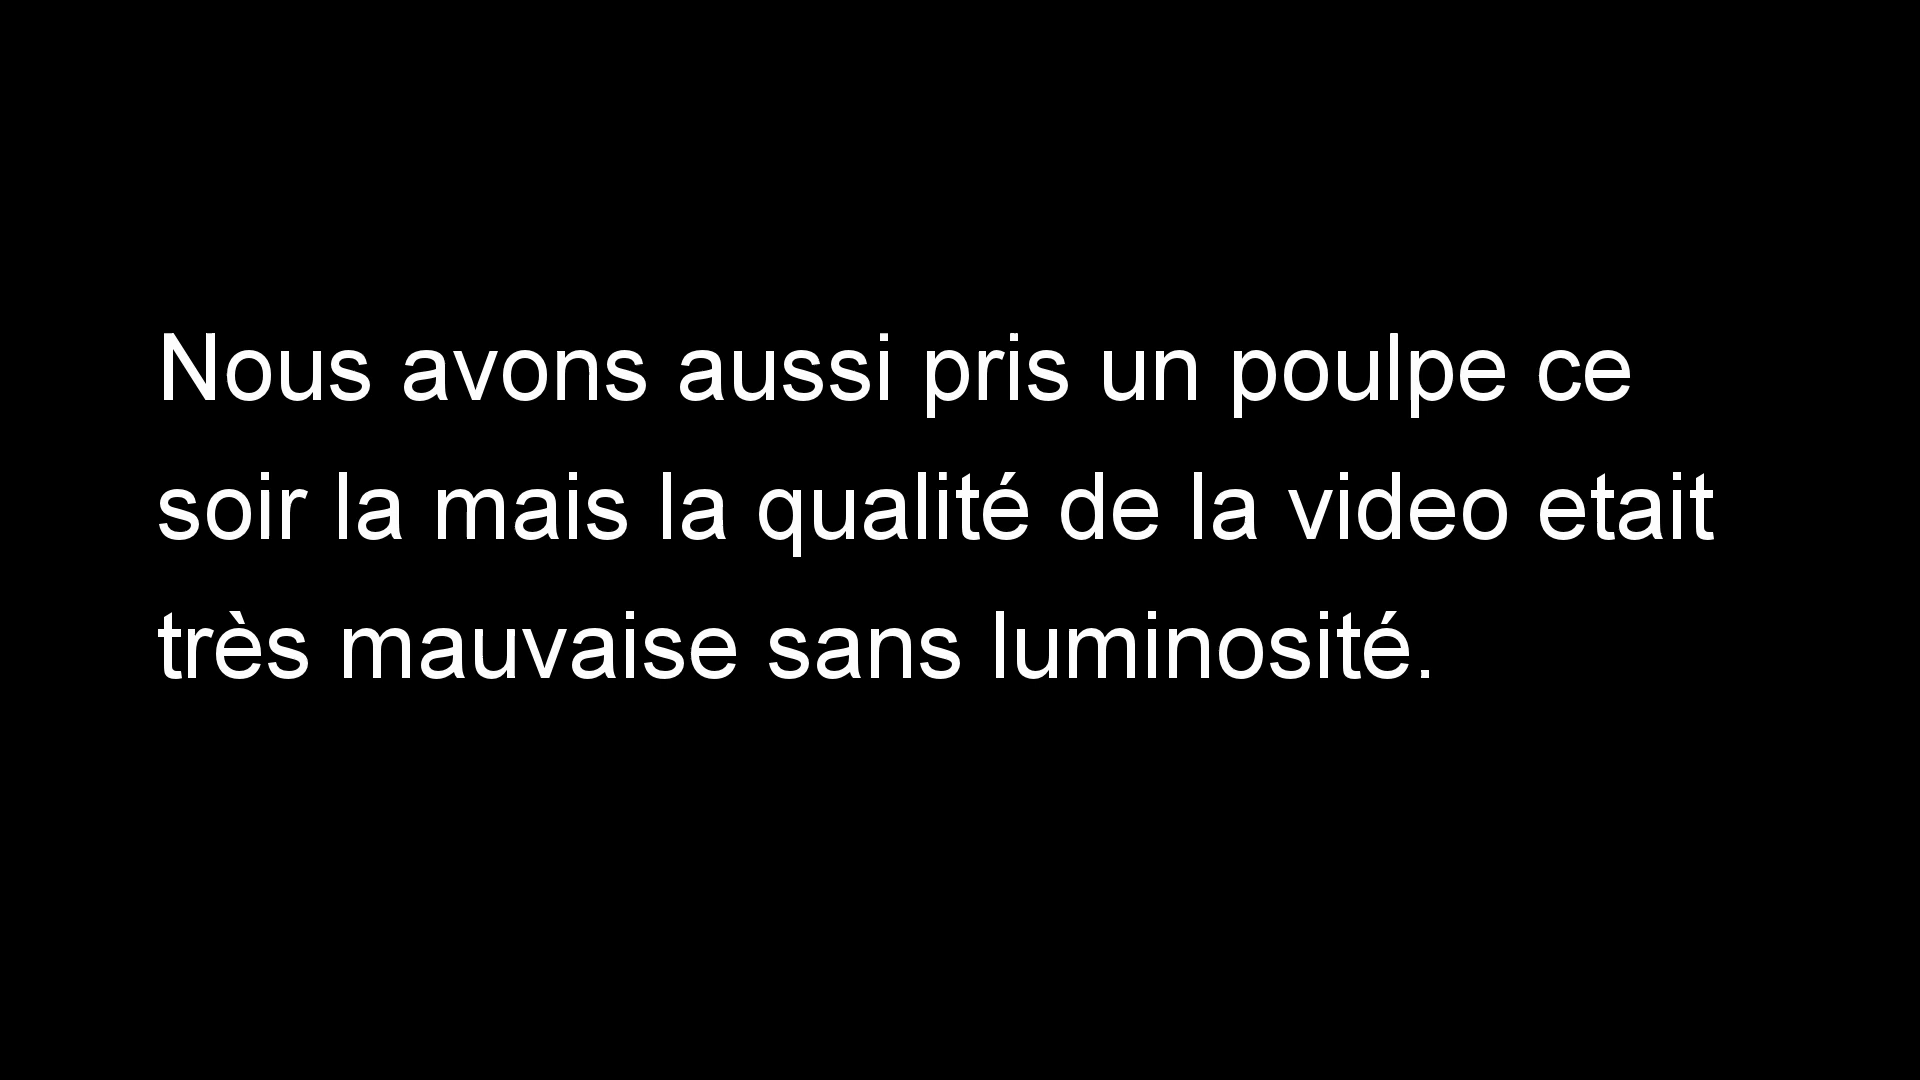 Nous avons aussi pris un poulpe ce
soir la mais la qualité de la video etait
très mauvaise sans luminosité.